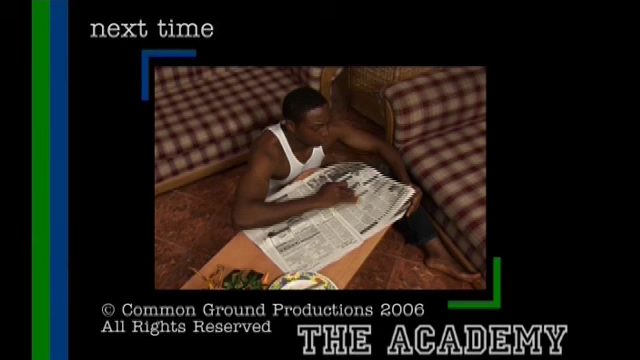 next time
© Common Ground Productions 2006
All Rights Reserved
THE ACADEMY